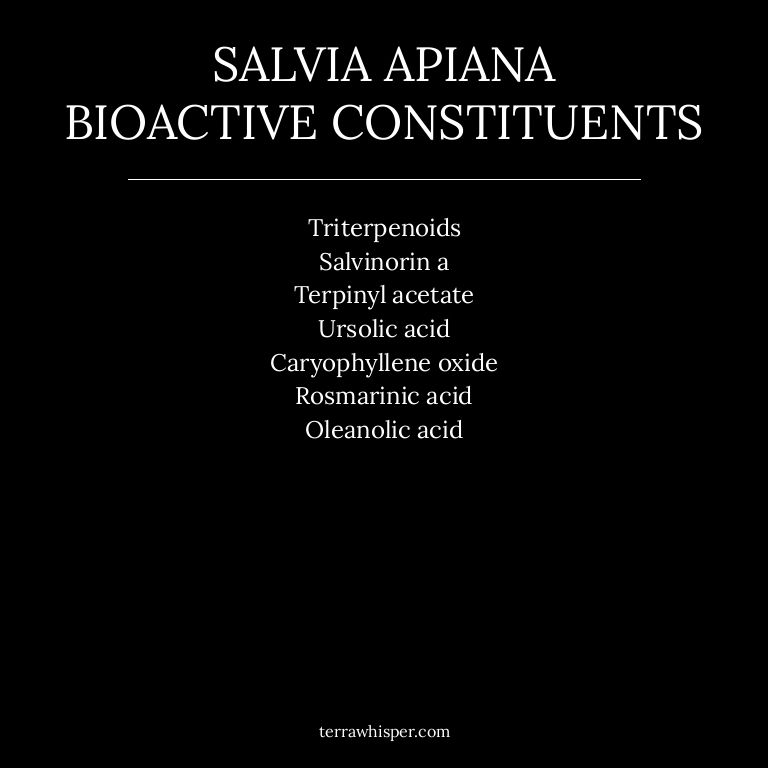 SALVIA APIANA
BIOACTIVE CONSTITUENTS
Triterpenoids
Salvinorin a
Terpinyl acetate
Ursolic acid
Caryophyllene oxide
Rosmarinic acid
Oleanolic acid
terrawhisper.com